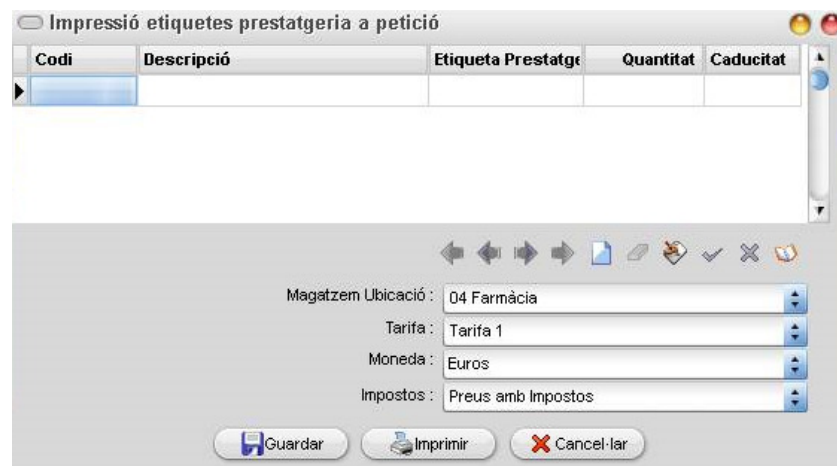 Impressió etiquetes prestatgeria a petició
Codi Descripció Etiqueta Prestatge Quantitat Caducitat
Magatzem Ubicació : 04 Farmàcia
Tarifa : Tarifa 1
Moneda : Euros
Impostos : Preus amb Impostos
Guardar Imprimir Cancel·lar